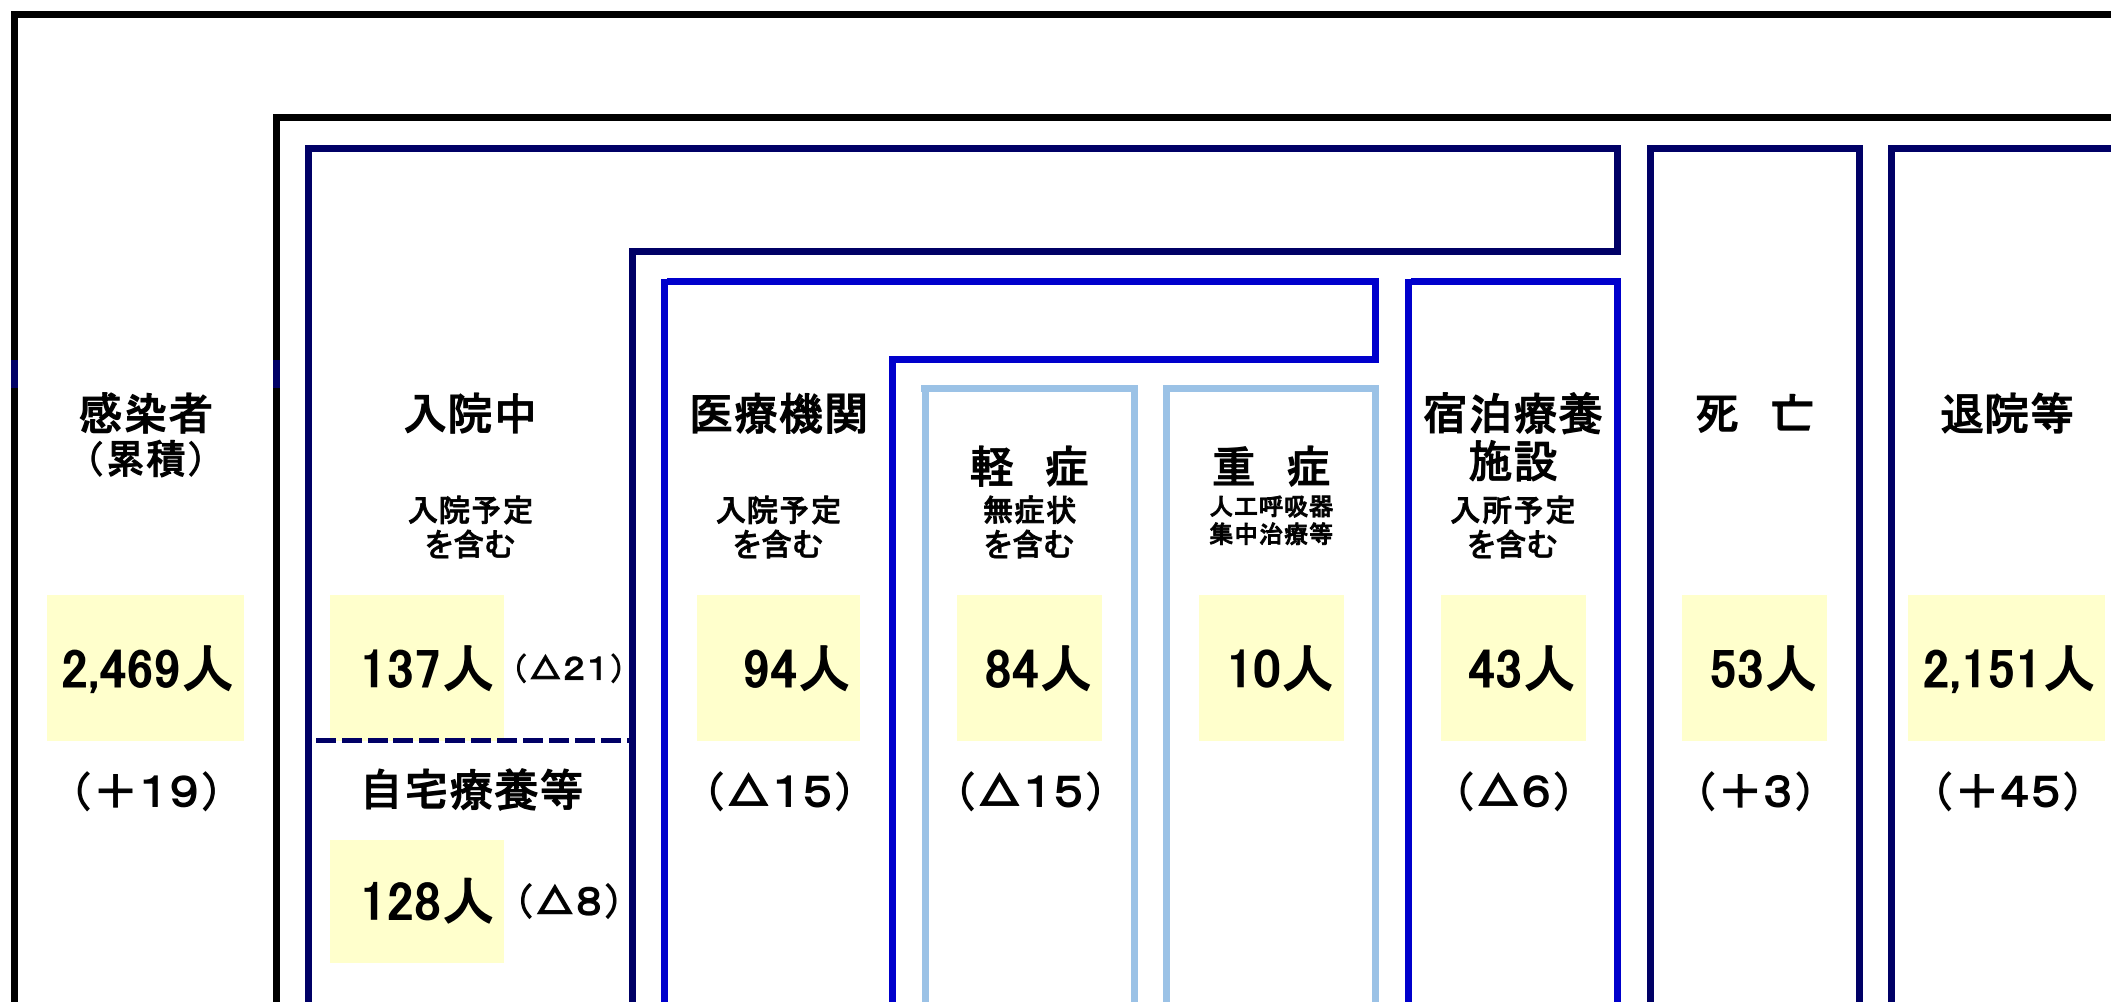 感染者
（累積）
2,469人
（＋19）
入院中
入院予定
を含む
137人（△21）
自宅療養等
128人（△8）
医療機関
入院予定
を含む
94人
（△15）
軽　症
無症状
を含む
84人
（△15）
重　症
人工呼吸器
集中治療等
10人
宿泊療養
施設
入所予定
を含む
43人
（△6）
死　亡
53人
（＋3）
退院等
2,151人
（＋45）